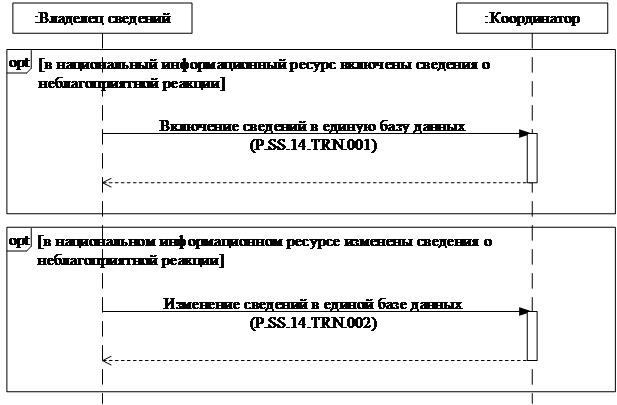 :Владелец сведений
:Координатор
opt [в национальный информационный ресурс включены сведения о
неблагоприятной реакции]
Включение сведений в единую базу данных
(P.SS.14.TRN.001)
opt [в национальном информационном ресурсе изменены сведения о
неблагоприятной реакции]
Изменение сведений в единой базе данных
(P.SS.14.TRN.002)